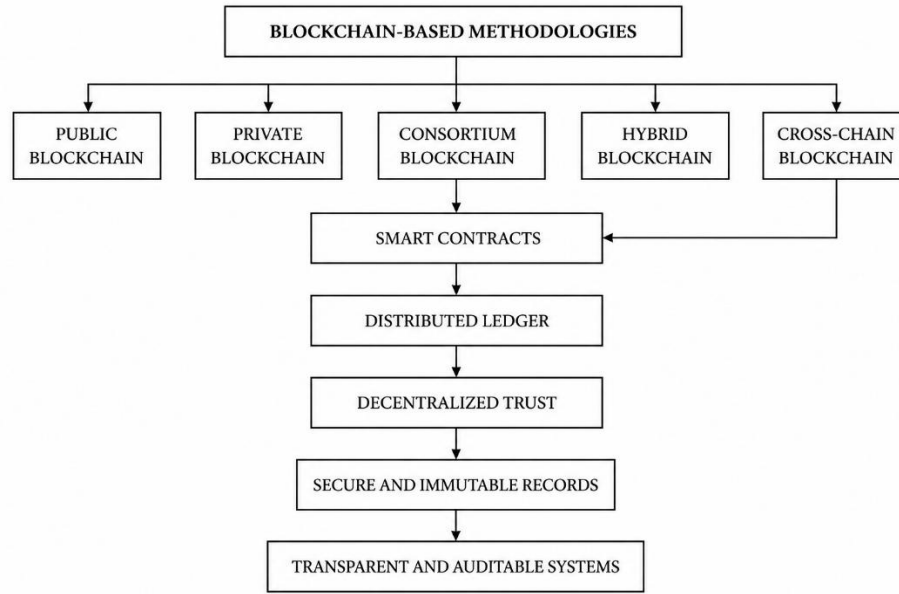 BLOCKCHAIN-BASED METHODOLOGIES
PUBLIC
BLOCKCHAIN
PRIVATE
BLOCKCHAIN
CONSORTIUM
BLOCKCHAIN
HYBRID
BLOCKCHAIN
CROSS-CHAIN
BLOCKCHAIN
SMART CONTRACTS
DISTRIBUTED LEDGER
DECENTRALIZED TRUST
SECURE AND IMMUTABLE RECORDS
TRANSPARENT AND AUDITABLE SYSTEMS